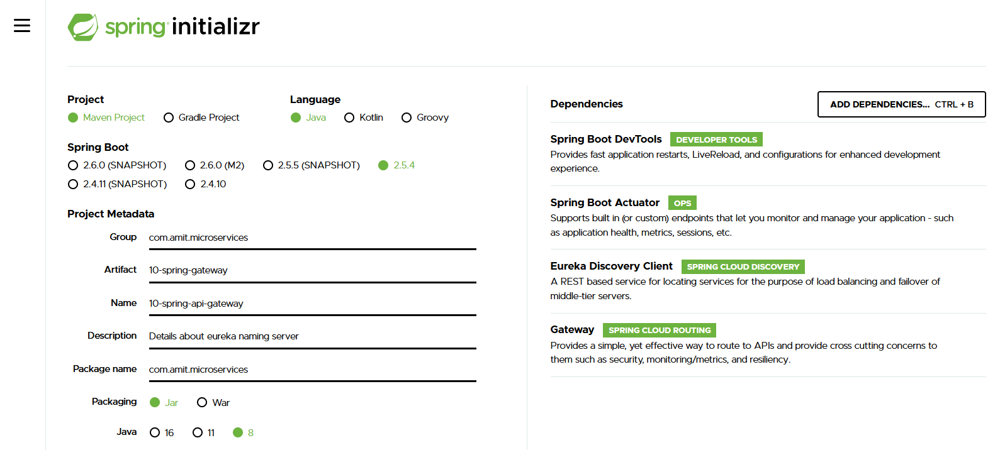 spring initializr
Project
Maven Project Gradle Project
Language
Java Kotlin Groovy
Spring Boot
2.6.0 (SNAPSHOT) 2.6.0 (M2) 2.5.5 (SNAPSHOT) 2.5.4
2.4.11 (SNAPSHOT) 2.4.10
Project Metadata
Group com.amit.microservices
Artifact 10-spring-gateway
Name 10-spring-api-gateway
Description Details about eureka naming server
Package name com.amit.microservices
Packaging Jar War
Java 16 11 8
Dependencies ADD DEPENDENCIES... CTRL + B
Spring Boot DevTools DEVELOPER TOOLS
Provides fast application restarts, LiveReload, and configurations for enhanced development
experience.
Spring Boot Actuator OPS
Supports built in (or custom) endpoints that let you monitor and manage your application - such
as application health, metrics, sessions, etc.
Eureka Discovery Client SPRING CLOUD DISCOVERY
A REST based service for locating services for the purpose of load balancing and failover of
middle-tier servers.
Gateway SPRING CLOUD ROUTING
Provides a simple, yet effective way to route to APIs and provide cross cutting concerns to
them such as security, monitoring/metrics, and resiliency.